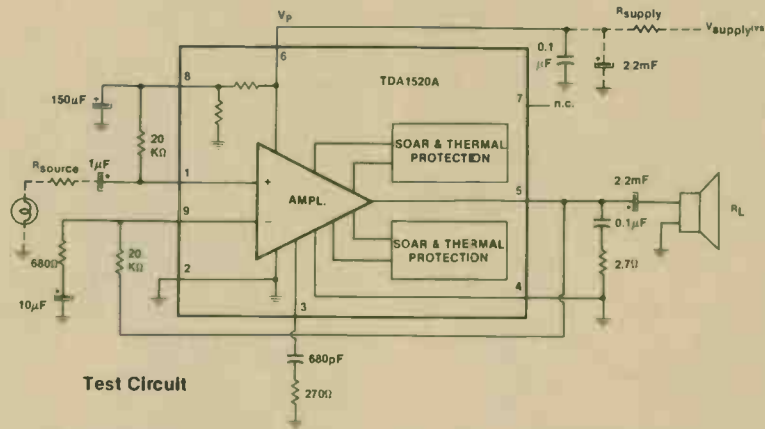 Vp
Rsupply
Vsupply(VS
6
0.1
μF
2.2mF
TDA1520A
8
7
n.c.
150μF
20
KΩ
SOAR & THERMAL
PROTECTION
Rsource
1μF
1
+
AMPL.
5
2.2mF
RL
9
−
0.1μF
SOAR & THERMAL
PROTECTION
680Ω
20
KΩ
2.7Ω
2
4
10μF
3
680pF
270Ω
Test Circuit